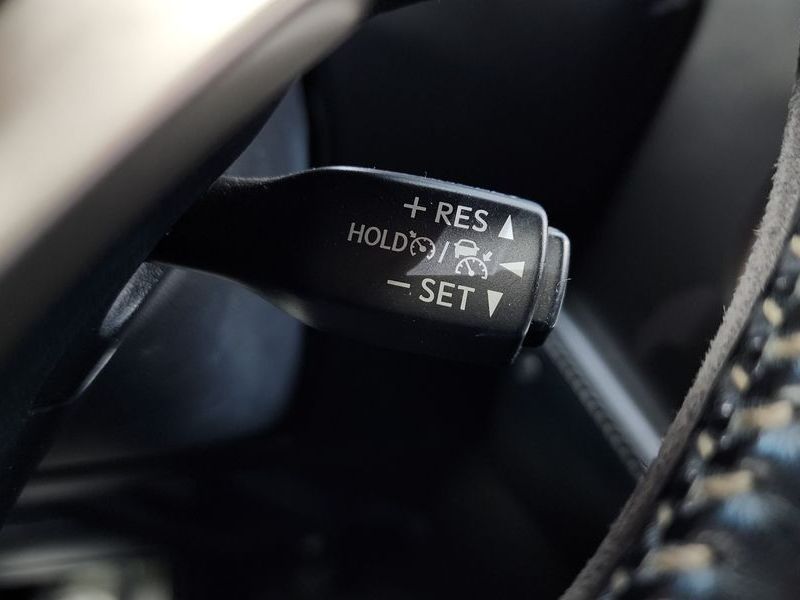 + RES
HOLD /
- SET